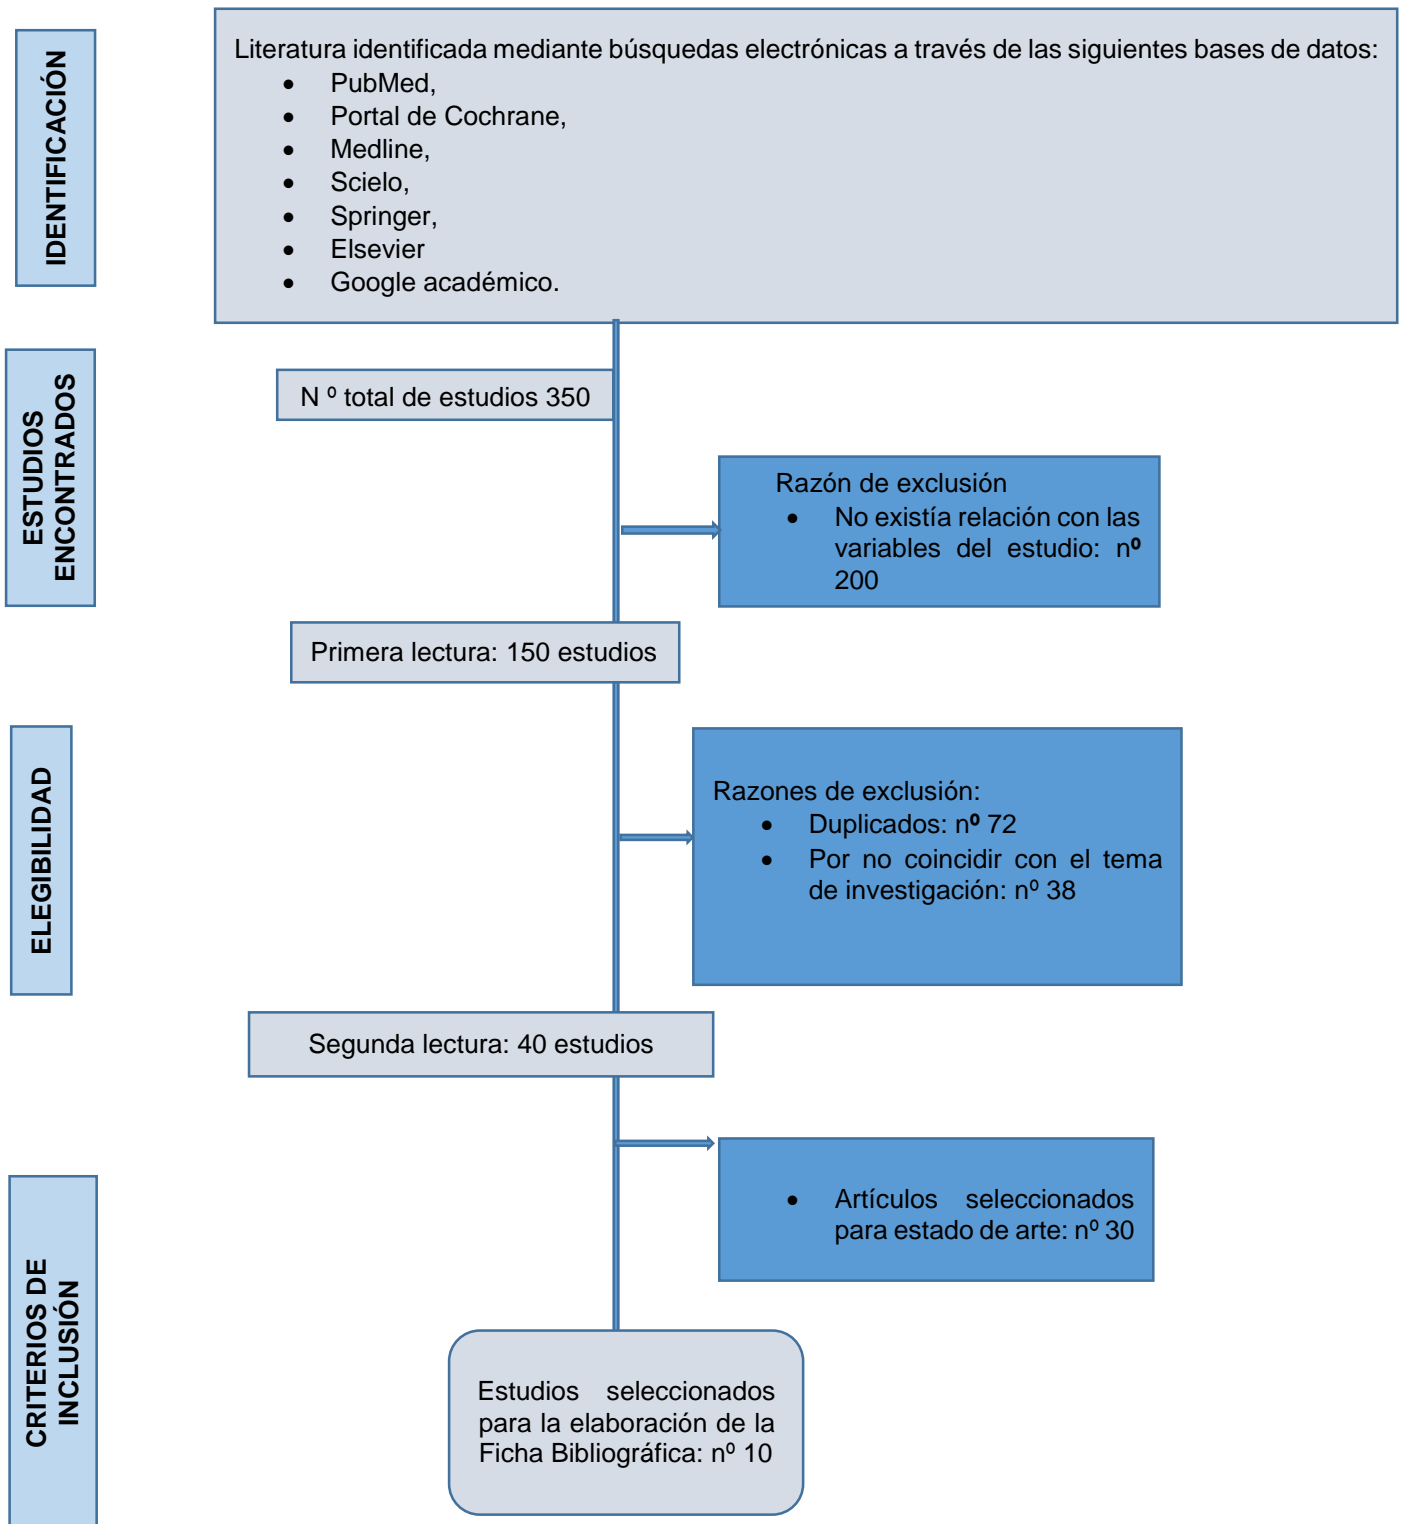 IDENTIFICACIÓN
Literatura identificada mediante búsquedas electrónicas a través de las siguientes bases de datos:
• PubMed,
• Portal de Cochrane,
• Medline,
• Scielo,
• Springer,
• Elsevier
• Google académico.
ESTUDIOS
ENCONTRADOS
N º total de estudios 350
Razón de exclusión
• No existía relación con las
variables del estudio: nº
200
Primera lectura: 150 estudios
ELEGIBILIDAD
Razones de exclusión:
• Duplicados: nº 72
• Por no coincidir con el tema
de investigación: nº 38
Segunda lectura: 40 estudios
• Artículos seleccionados
para estado de arte: nº 30
CRITERIOS DE
INCLUSIÓN
Estudios seleccionados
para la elaboración de la
Ficha Bibliográfica: nº 10